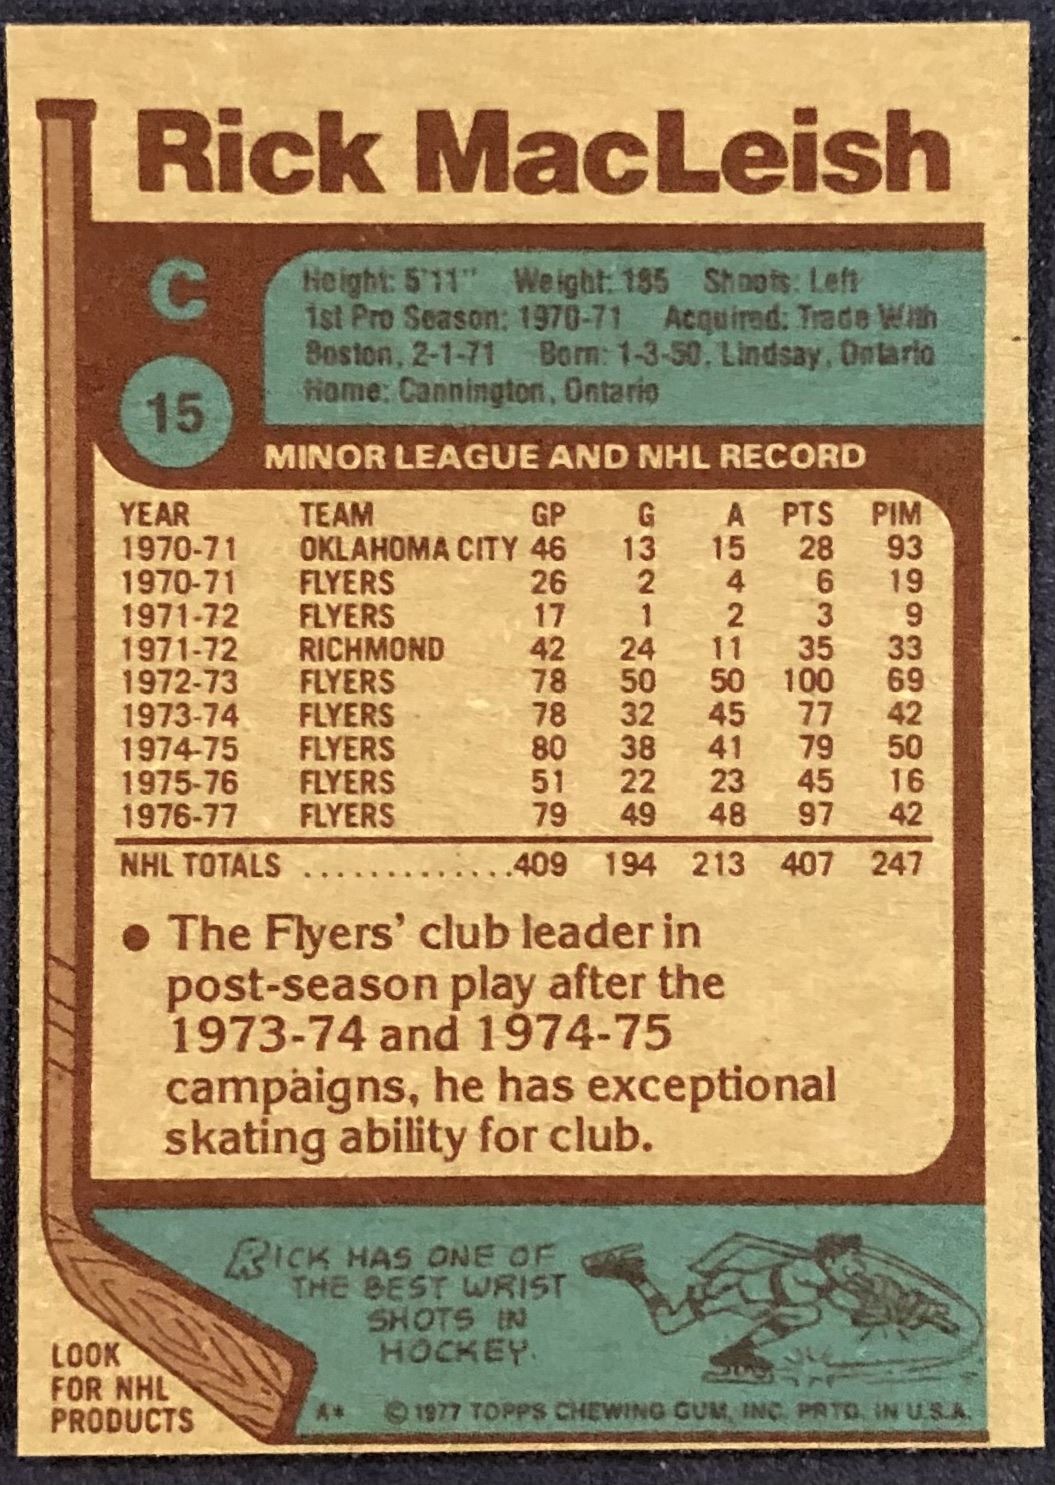 Rick MacLeish
C
15
Height: 5'11" Weight: 185 Shoots: Left
1st Pro Season: 1970-71 Acquired: Trade With
Boston, 2-1-71 Born: 1-3-50, Lindsay, Ontario
Home: Cannington, Ontario
MINOR LEAGUE AND NHL RECORD
YEAR TEAM GP G A PTS PIM
1970-71 OKLAHOMA CITY 46 13 15 28 93
1970-71 FLYERS 26 2 4 6 19
1971-72 FLYERS 17 1 2 3 9
1971-72 RICHMOND 42 24 11 35 33
1972-73 FLYERS 78 50 50 100 69
1973-74 FLYERS 78 32 45 77 42
1974-75 FLYERS 80 38 41 79 50
1975-76 FLYERS 51 22 23 45 16
1976-77 FLYERS 79 49 48 97 42
NHL TOTALS .............409 194 213 407 247
● The Flyers' club leader in
post-season play after the
1973-74 and 1974-75
campaigns, he has exceptional
skating ability for club.
RICK HAS ONE OF
THE BEST WRIST
SHOTS IN
HOCKEY.
LOOK
FOR NHL
PRODUCTS
A* © 1977 TOPPS CHEWING GUM, INC. PRTD. IN U.S.A.